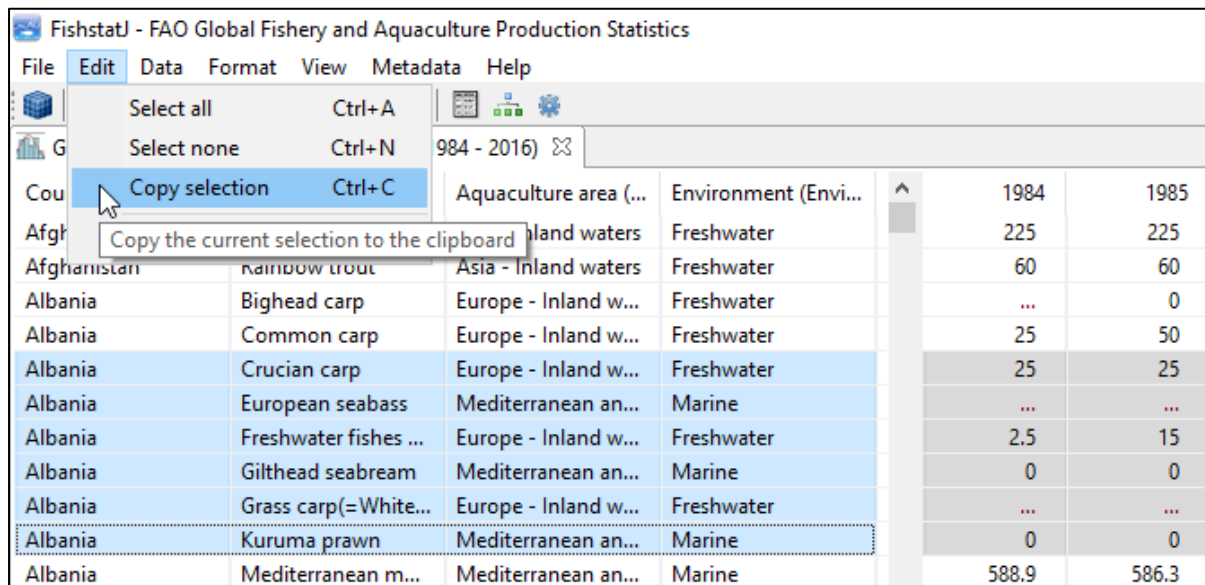 FishstatJ - FAO Global Fishery and Aquaculture Production Statistics
File Edit Data Format View Metadata Help
Select all Ctrl+A
G Select none Ctrl+N 984 - 2016)
Cou Copy selection Ctrl+C Aquaculture area (... Environment (Envi... 1984 1985
Afgh Copy the current selection to the clipboard nland waters Freshwater 225 225
Afghanistan Rainbow trout Asia - Inland waters Freshwater 60 60
Albania Bighead carp Europe - Inland w... Freshwater ... 0
Albania Common carp Europe - Inland w... Freshwater 25 50
Albania Crucian carp Europe - Inland w... Freshwater 25 25
Albania European seabass Mediterranean an... Marine ... ...
Albania Freshwater fishes ... Europe - Inland w... Freshwater 2.5 15
Albania Gilthead seabream Mediterranean an... Marine 0 0
Albania Grass carp(=White... Europe - Inland w... Freshwater ... ...
Albania Kuruma prawn Mediterranean an... Marine 0 0
Albania Mediterranean m... Mediterranean an... Marine 588.9 586.3